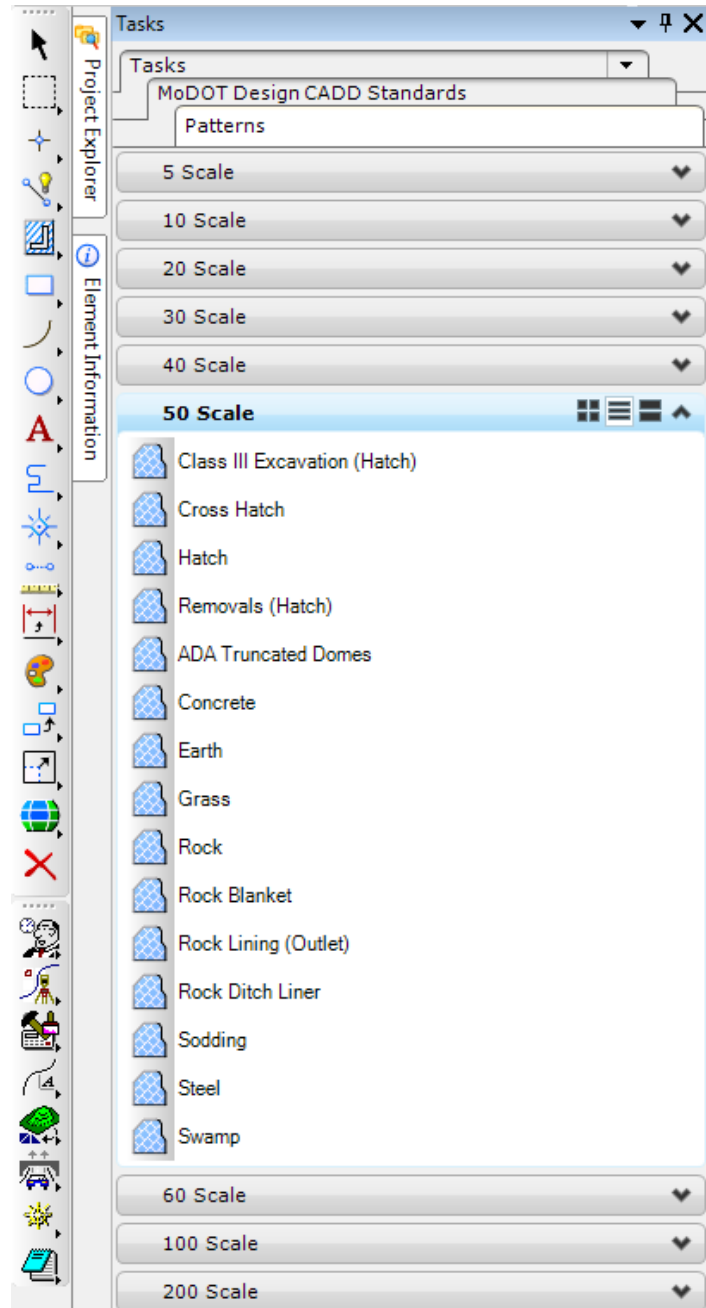 Tasks
Project Explorer
Element Information
Tasks
MoDOT Design CADD Standards
Patterns
5 Scale
10 Scale
20 Scale
30 Scale
40 Scale
50 Scale
Class III Excavation (Hatch)
Cross Hatch
Hatch
Removals (Hatch)
ADA Truncated Domes
Concrete
Earth
Grass
Rock
Rock Blanket
Rock Lining (Outlet)
Rock Ditch Liner
Sodding
Steel
Swamp
60 Scale
100 Scale
200 Scale